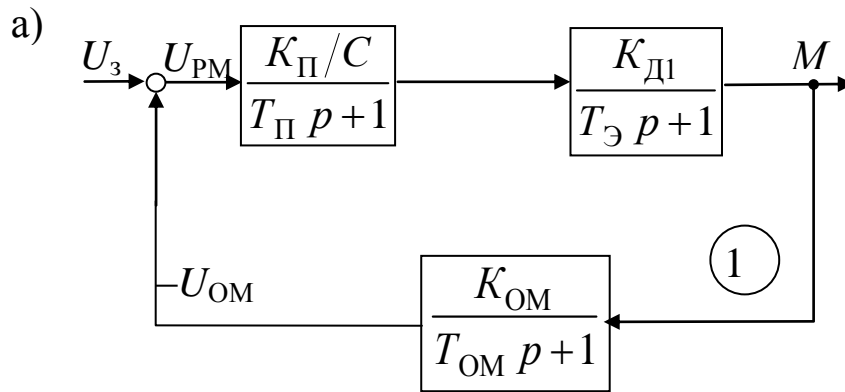 а)
U_з U_РМ K_П/C K_Д1 M
T_П p + 1 T_Э p + 1
−U_ОМ K_ОМ 1
T_ОМ p + 1